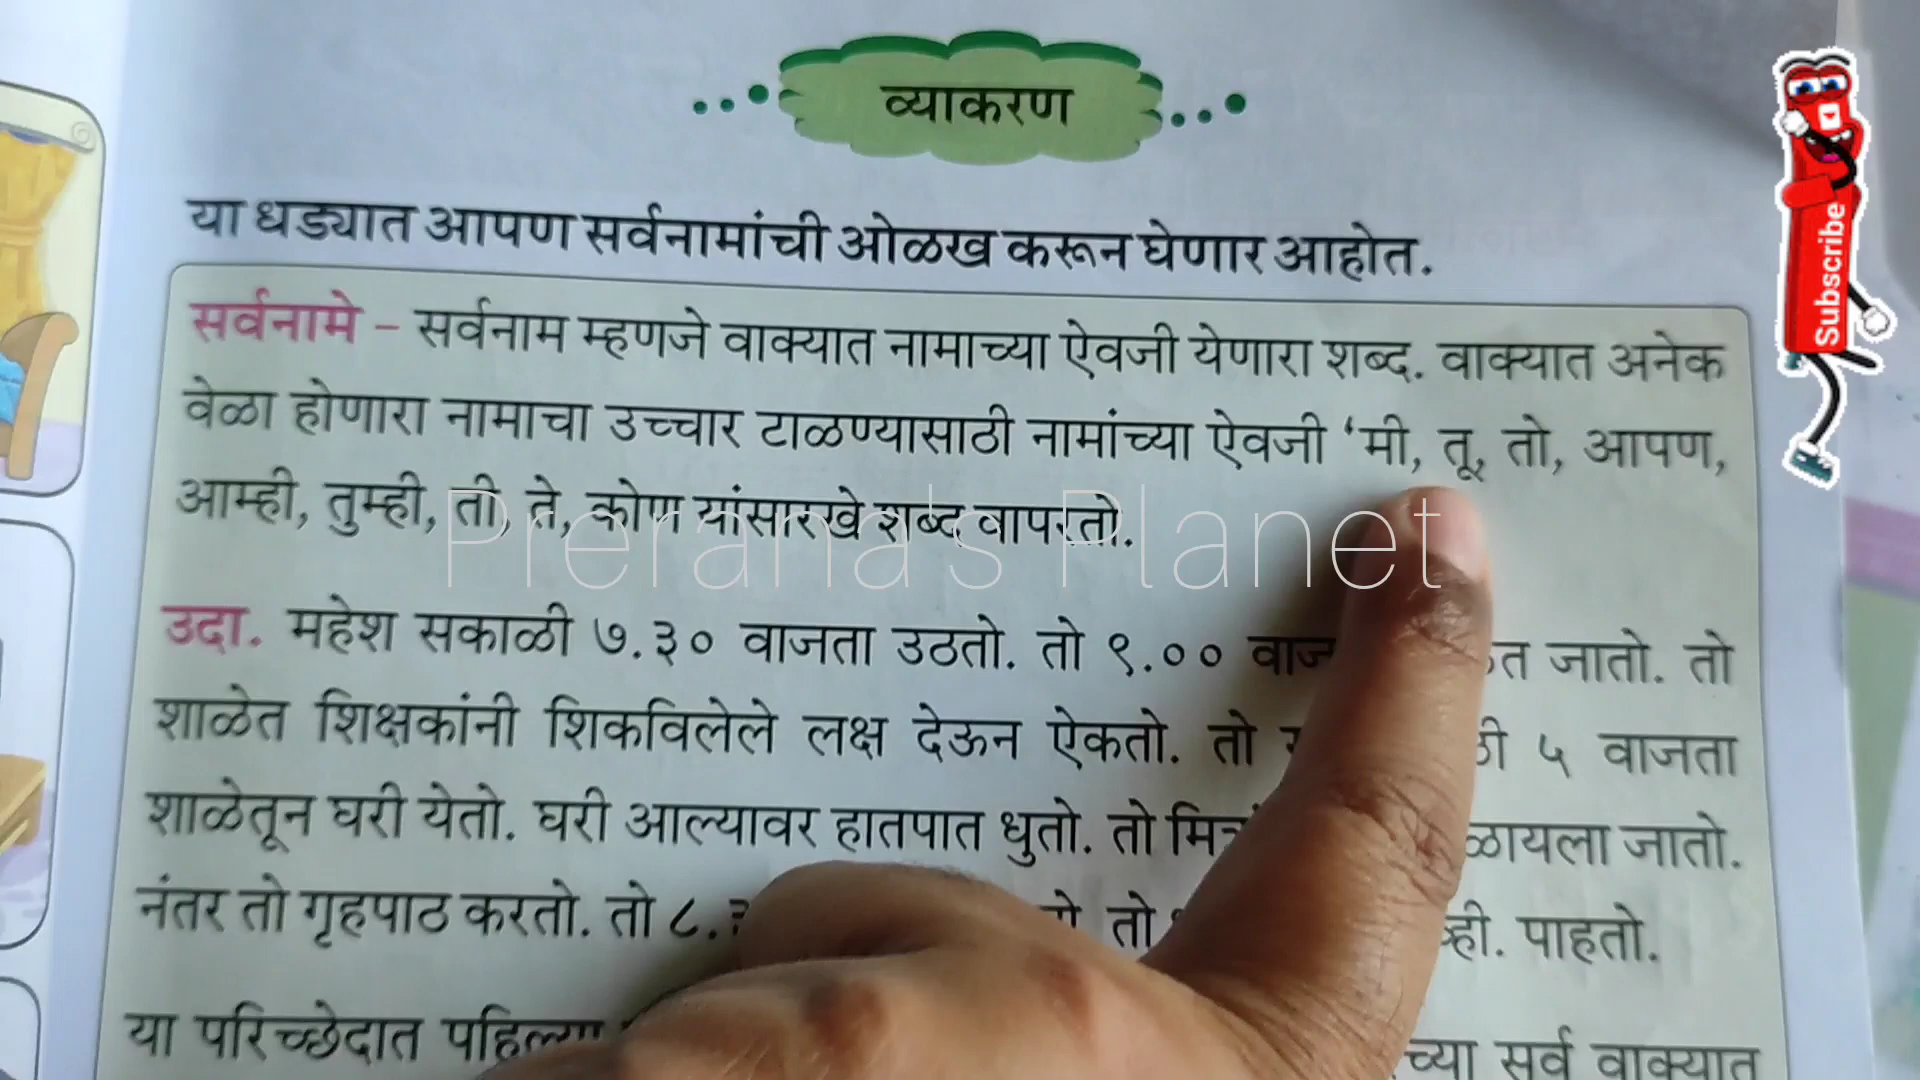 व्याकरण
या धड्यात आपण सर्वनामांची ओळख करून घेणार आहोत.
सर्वनामे – सर्वनाम म्हणजे वाक्यात नामाच्या ऐवजी येणारा शब्द. वाक्यात अनेक
वेळा होणारा नामाचा उच्चार टाळण्यासाठी नामांच्या ऐवजी ‘मी, तू, तो, आपण,
आम्ही, तुम्ही, ती, ते, कोण यांसारखे शब्द वापरतो.
Prerana's Planet
उदा. महेश सकाळी ७.३० वाजता उठतो. तो ९.०० जातो. तो
शाळेत शिक्षकांनी शिकविलेले लक्ष देऊन ऐकतो. तो ५ वाजता
शाळेतून घरी येतो. घरी आल्यावर हातपात धुतो. तो जातो.
नंतर तो गृहपाठ करतो. तो तो पाहतो.
या परिच्छेदात सर्व वाक्यात
Subscribe